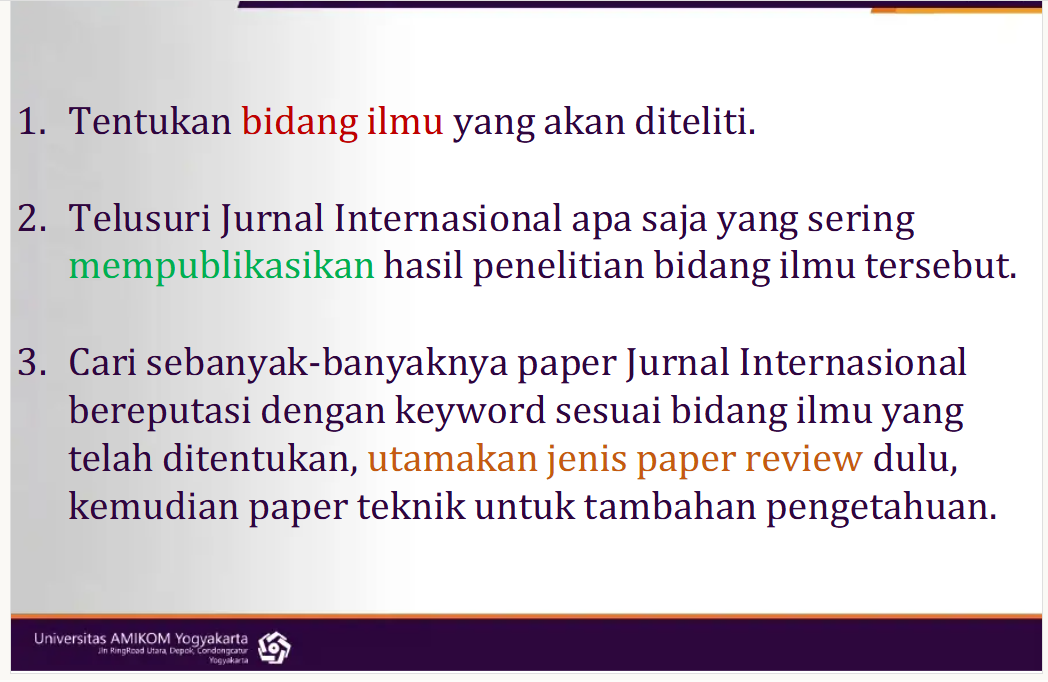 1. Tentukan bidang ilmu yang akan diteliti.
2. Telusuri Jurnal Internasional apa saja yang sering
mempublikasikan hasil penelitian bidang ilmu tersebut.
3. Cari sebanyak-banyaknya paper Jurnal Internasional
bereputasi dengan keyword sesuai bidang ilmu yang
telah ditentukan, utamakan jenis paper review dulu,
kemudian paper teknik untuk tambahan pengetahuan.
Universitas AMIKOM Yogyakarta
Jln RingRoad Utara, Depok, Condongcatur
Yogyakarta